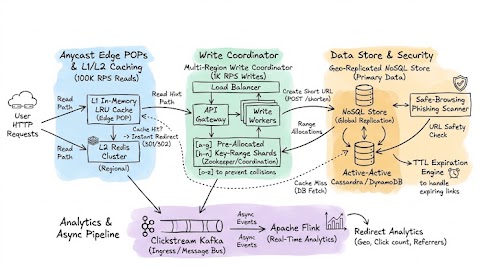 Anycast Edge POPs
& L1/L2 Caching
(100K RPS Reads)
Write Coordinator
Multi-Region Write Coordinator
(1K RPS Writes)
Data Store & Security
Geo-Replicated NoSQL Store
(Primary Data)
User
HTTP
Requests
Read Path
Read Path
L1 In-Memory
LRU Cache
(Edge POP)
Cache Hit?
→ Instant Redirect
(301/302)
L2 Redis
Cluster
(Regional)
Read Hint
Path
Load Balancer
API
Gateway
Write
Workers
[a-g]
[h-n]
Pre-Allocated
Key-Range Shards
(Zookeeper/Coordination)
[o-z] to prevent collisions
Create Short URL
(POST /shorten)
Range
Allocations
NoSQL Store
(Global Replication)
Safe-Browsing
Phishing Scanner
URL Safety
Check
Active-Active
Cassandra / DynamoDB
TTL Expiration
Engine
to handle
expiring links
Cache Miss
(DB Fetch)
Analytics &
Async Pipeline
Clickstream Kafka
(Ingress/Message Bus)
Async
Events
Async
Events
Apache Flink
(Real-Time Analytics)
Redirect Analytics
(Geo, Click count, Referrers)